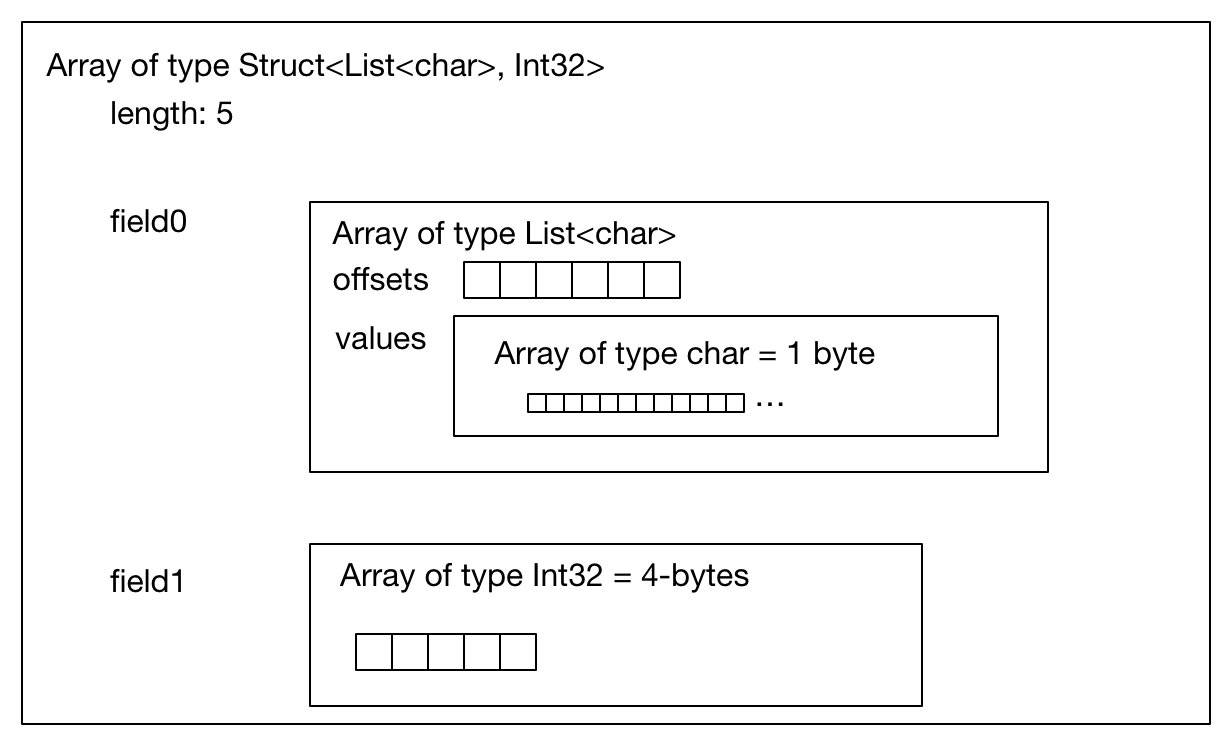 Array of type Struct<List<char>, Int32>
length: 5
field0
Array of type List<char>
offsets
values
Array of type char = 1 byte
...
field1
Array of type Int32 = 4-bytes